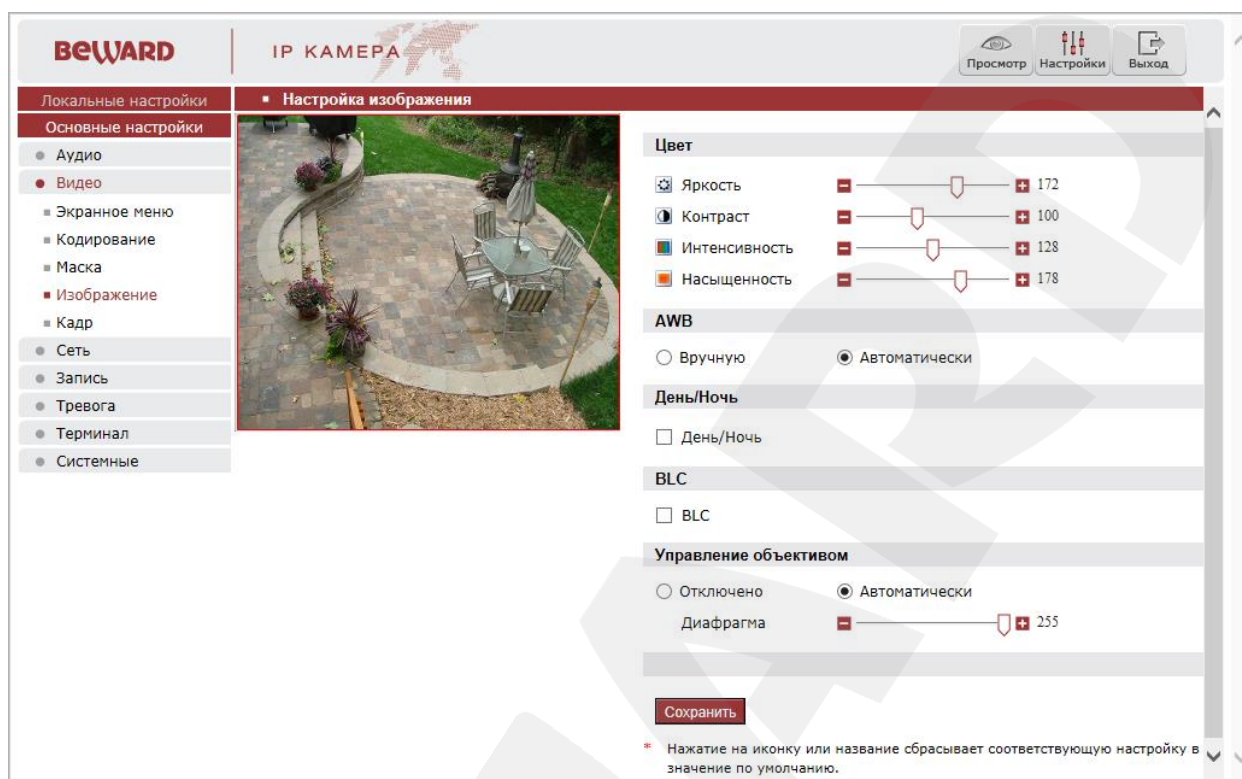 BEWARD
IP КАМЕРА
Просмотр
Настройки
Выход
Локальные настройки
Основные настройки
Аудио
Видео
Экранное меню
Кодирование
Маска
Изображение
Кадр
Сеть
Запись
Тревога
Терминал
Системные
Настройка изображения
Цвет
Яркость 172
Контраст 100
Интенсивность 128
Насыщенность 178
AWB
Вручную Автоматически
День/Ночь
День/Ночь
BLC
BLC
Управление объективом
Отключено Автоматически
Диафрагма 255
Сохранить
* Нажатие на иконку или название сбрасывает соответствующую настройку в
значение по умолчанию.